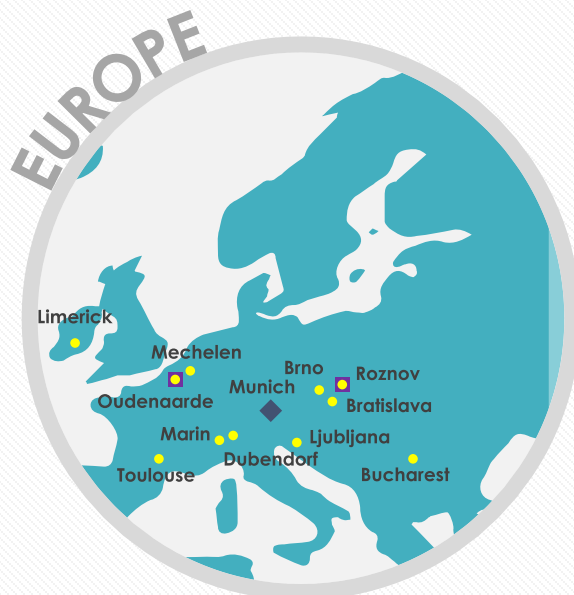 EUROPE
Limerick
Mechelen
Brno
Roznov
Munich
Oudenaarde
Bratislava
Marin
Ljubljana
Dubendorf
Toulouse
Bucharest